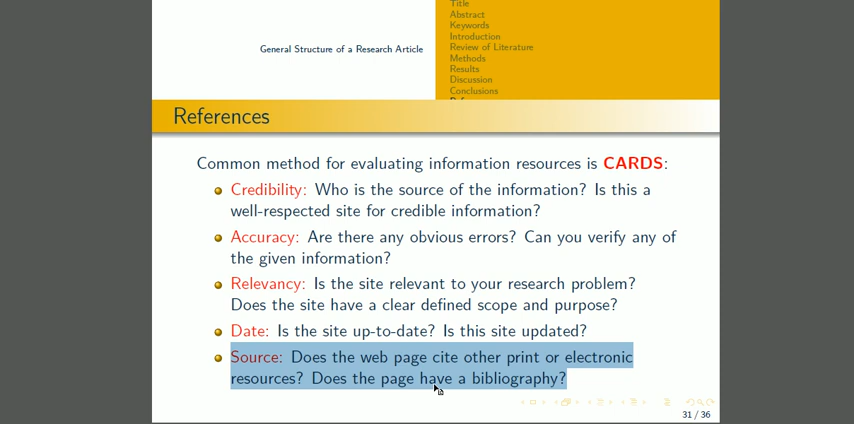 General Structure of a Research Article
Title
Abstract
Keywords
Introduction
Review of Literature
Methods
Results
Discussion
Conclusions
References
Common method for evaluating information resources is CARDS:
Credibility: Who is the source of the information? Is this a
well-respected site for credible information?
Accuracy: Are there any obvious errors? Can you verify any of
the given information?
Relevancy: Is the site relevant to your research problem?
Does the site have a clear defined scope and purpose?
Date: Is the site up-to-date? Is this site updated?
Source: Does the web page cite other print or electronic
resources? Does the page have a bibliography?
31 / 36